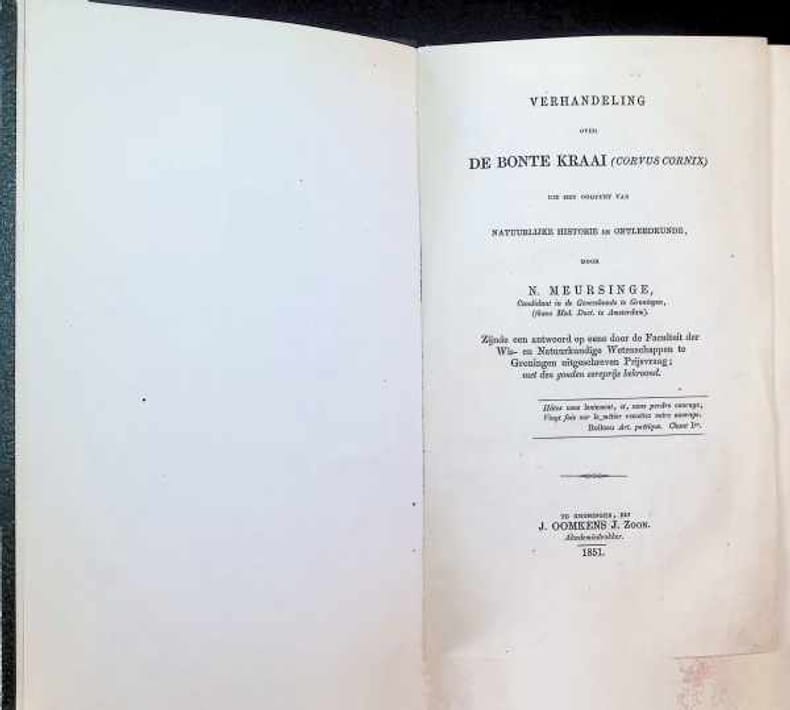 VERHANDELING
OVER
DE BONTE KRAAI (CORVUS CORNIX)
UIT HET OOGPUNT VAN
NATUURLIJKE HISTORIE EN ONTLEEDKUNDE,
DOOR
N. MEURSINGE,
Candidaat in de Geneeskunde te Groningen,
(thans Med. Doct. te Amsterdam).
Zijnde een antwoord op eene door de Faculteit der
Wis- en Natuurkundige Wetenschappen te
Groningen uitgeschreven Prijsvraag;
met den gouden eereprijs bekroond.
Hâtez vous lentement, et, sans perdre courage,
Vingt fois sur le métier remettez votre ouvrage.
Boileau Art. poétique. Chant Ier.
TE GRONINGEN, BIJ
J. OOMKENS J. ZOON.
Akademiedrukker.
1851.